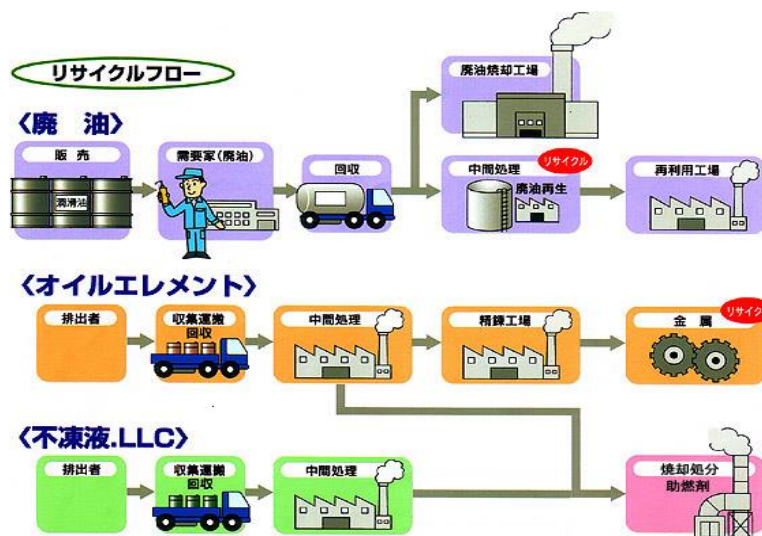 リサイクルフロー
廃油焼却工場
〈廃 油〉
販 売
需要家(廃油)
回収
中間処理
リサイクル
再利用工場
潤滑油
廃油再生
〈オイルエレメント〉
排出者
収集運搬
回収
中間処理
精錬工場
金 属
リサイク
〈不凍液.LLC〉
排出者
収集運搬
回収
中間処理
焼却処分
助燃剤